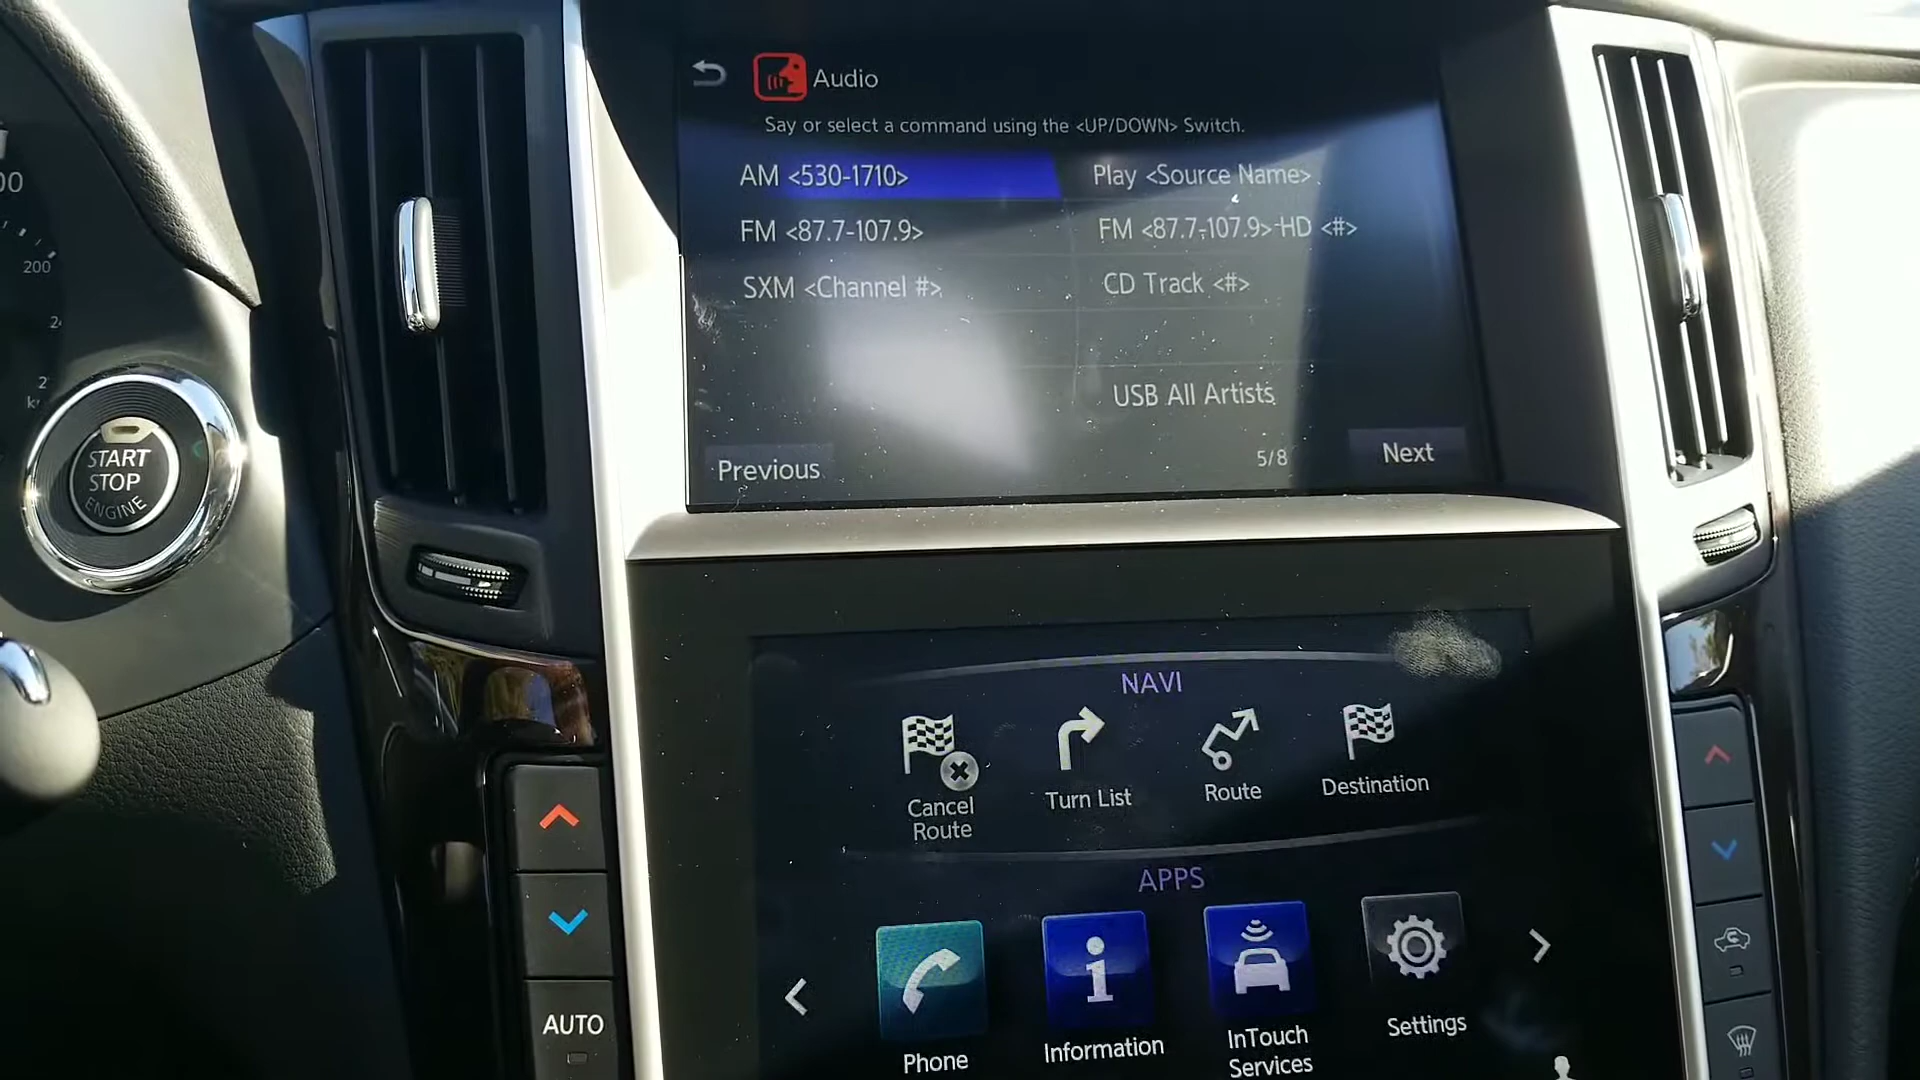 Audio
Say or select a command using the <UP/DOWN> Switch.
AM <530-1710>
Play <Source Name>
FM <87.7-107.9>
FM <87.7-107.9>-HD <#>
SXM <Channel #>
CD Track <#>
USB All Artists
Previous
5/8
Next
200
START
STOP
ENGINE
NAVI
Cancel
Route
Turn List
Route
Destination
APPS
Phone
Information
InTouch
Services
Settings
AUTO